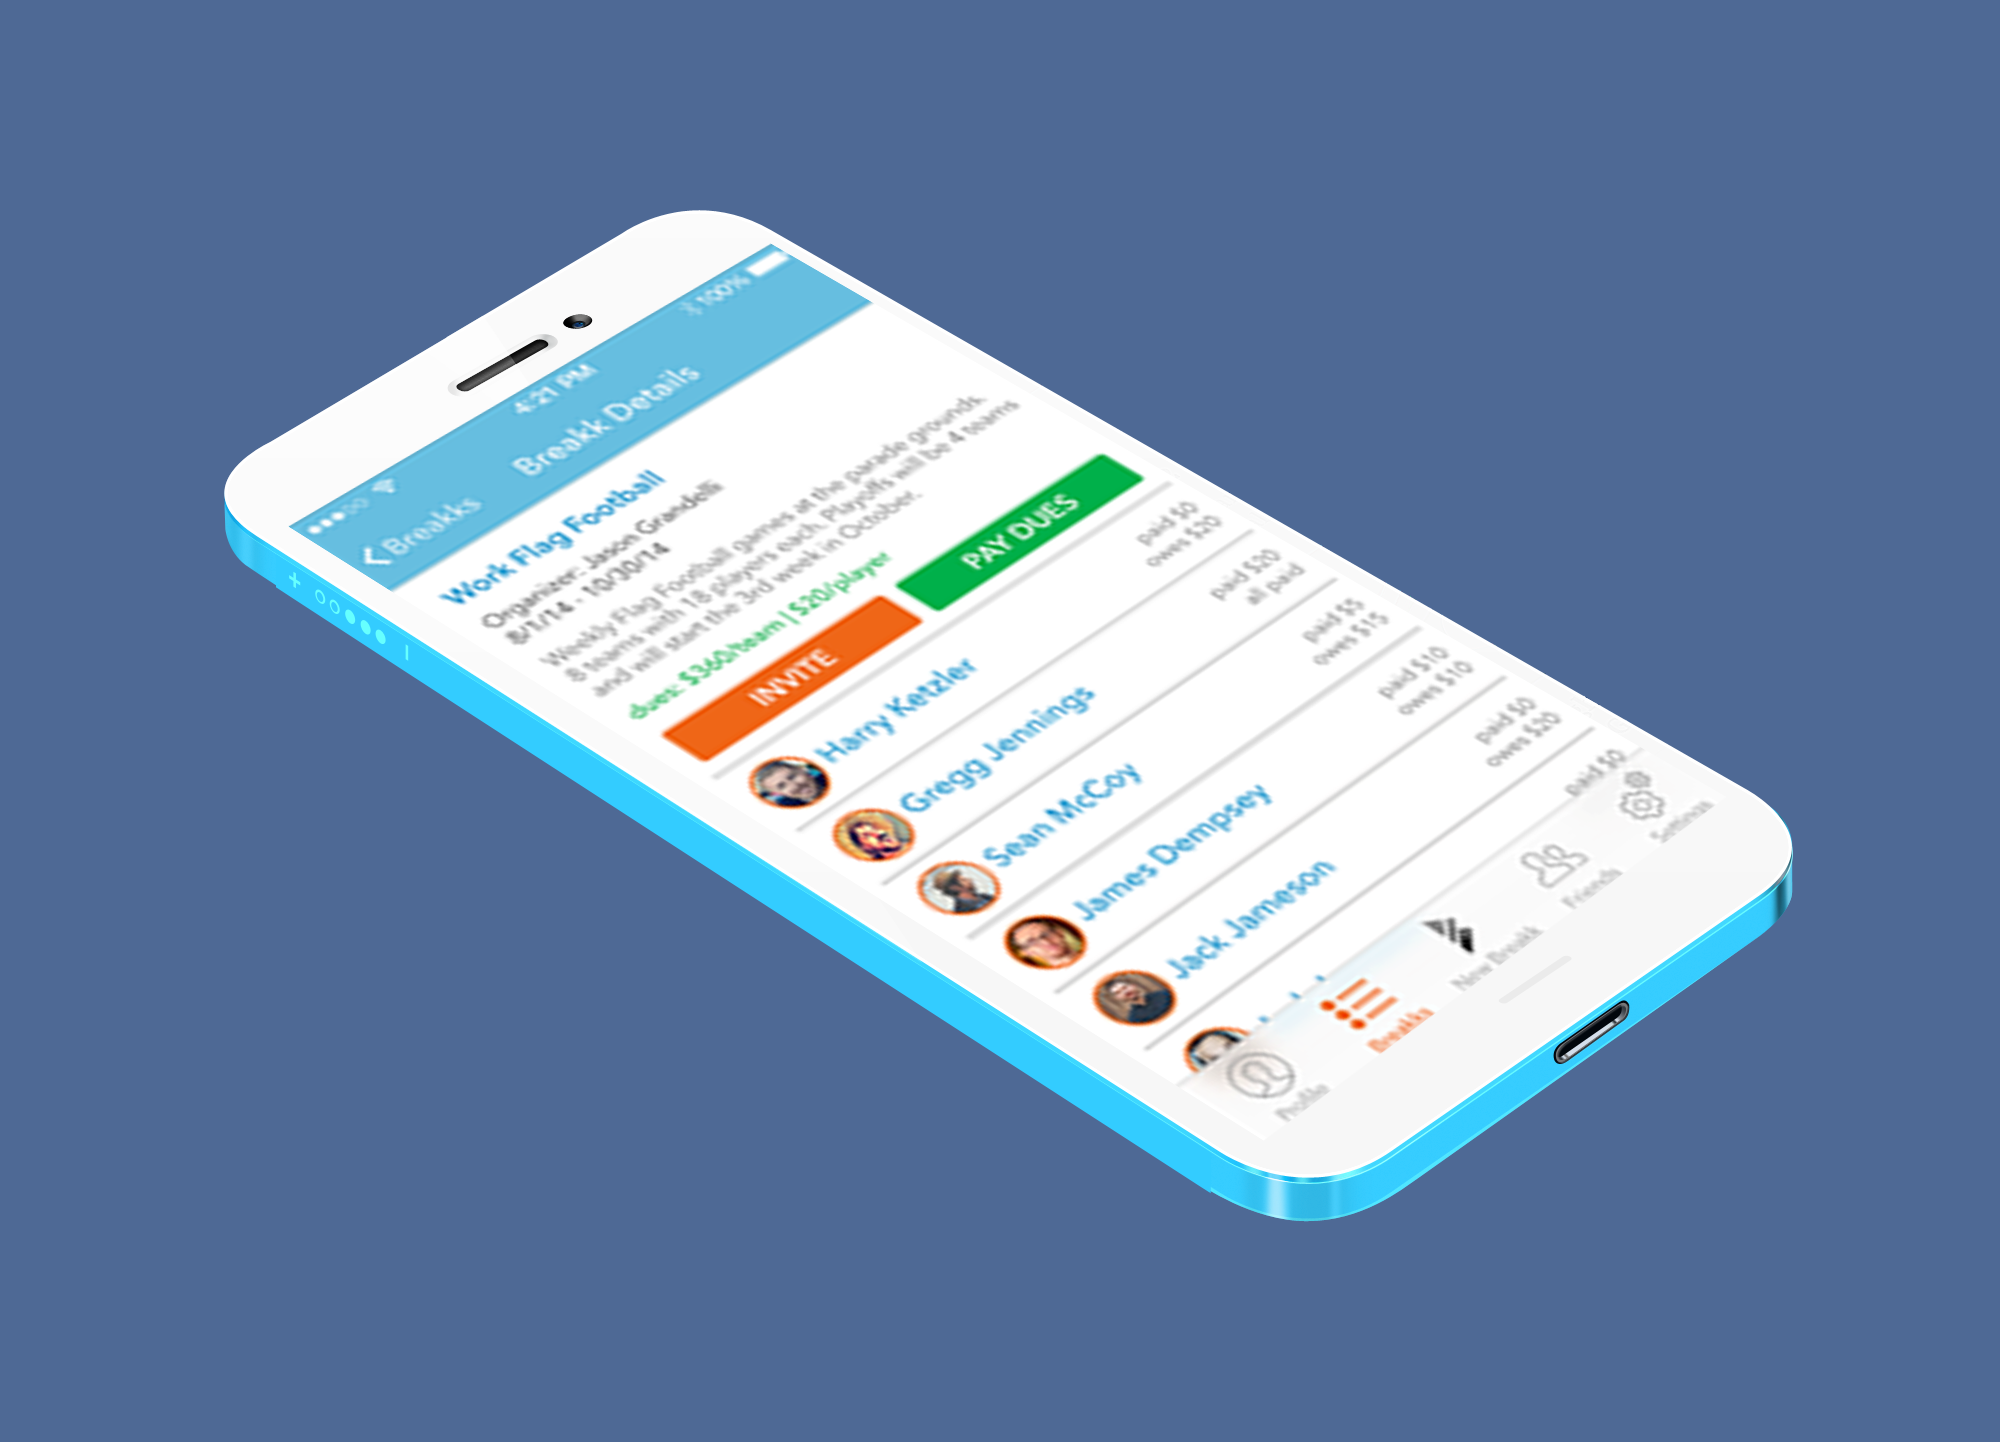 4:21 PM
100%
Breakks
Breakk Details
Work Flag Football
Organizer: Jason Grandelli
8/1/14 - 10/30/14
Weekly Flag Football games at the parade grounds.
8 teams with 18 players each. Playoffs will be 4 teams
and will start the 3rd week in October.
dues: $360/team | $20/player
INVITE
PAY DUES
Harry Ketzler
paid $0
owes $20
Gregg Jennings
paid $20
all paid
Sean McCoy
paid $5
owes $15
James Dempsey
paid $10
owes $10
Jack Jameson
paid $0
owes $20
paid $0
Profile
Breakks
New Breakk
Friends
Settings